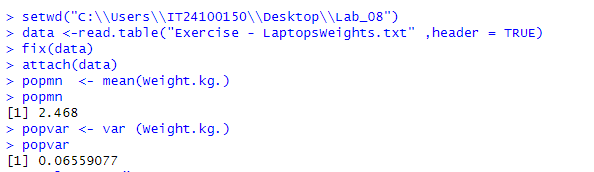 > setwd("C:\\Users\\IT24100150\\Desktop\\Lab_08")
> data <-read.table("Exercise - LaptopsWeights.txt" ,header = TRUE)
> fix(data)
> attach(data)
> popmn  <- mean(Weight.kg.)
> popmn
[1] 2.468
> popvar <- var (Weight.kg.)
> popvar
[1] 0.06559077